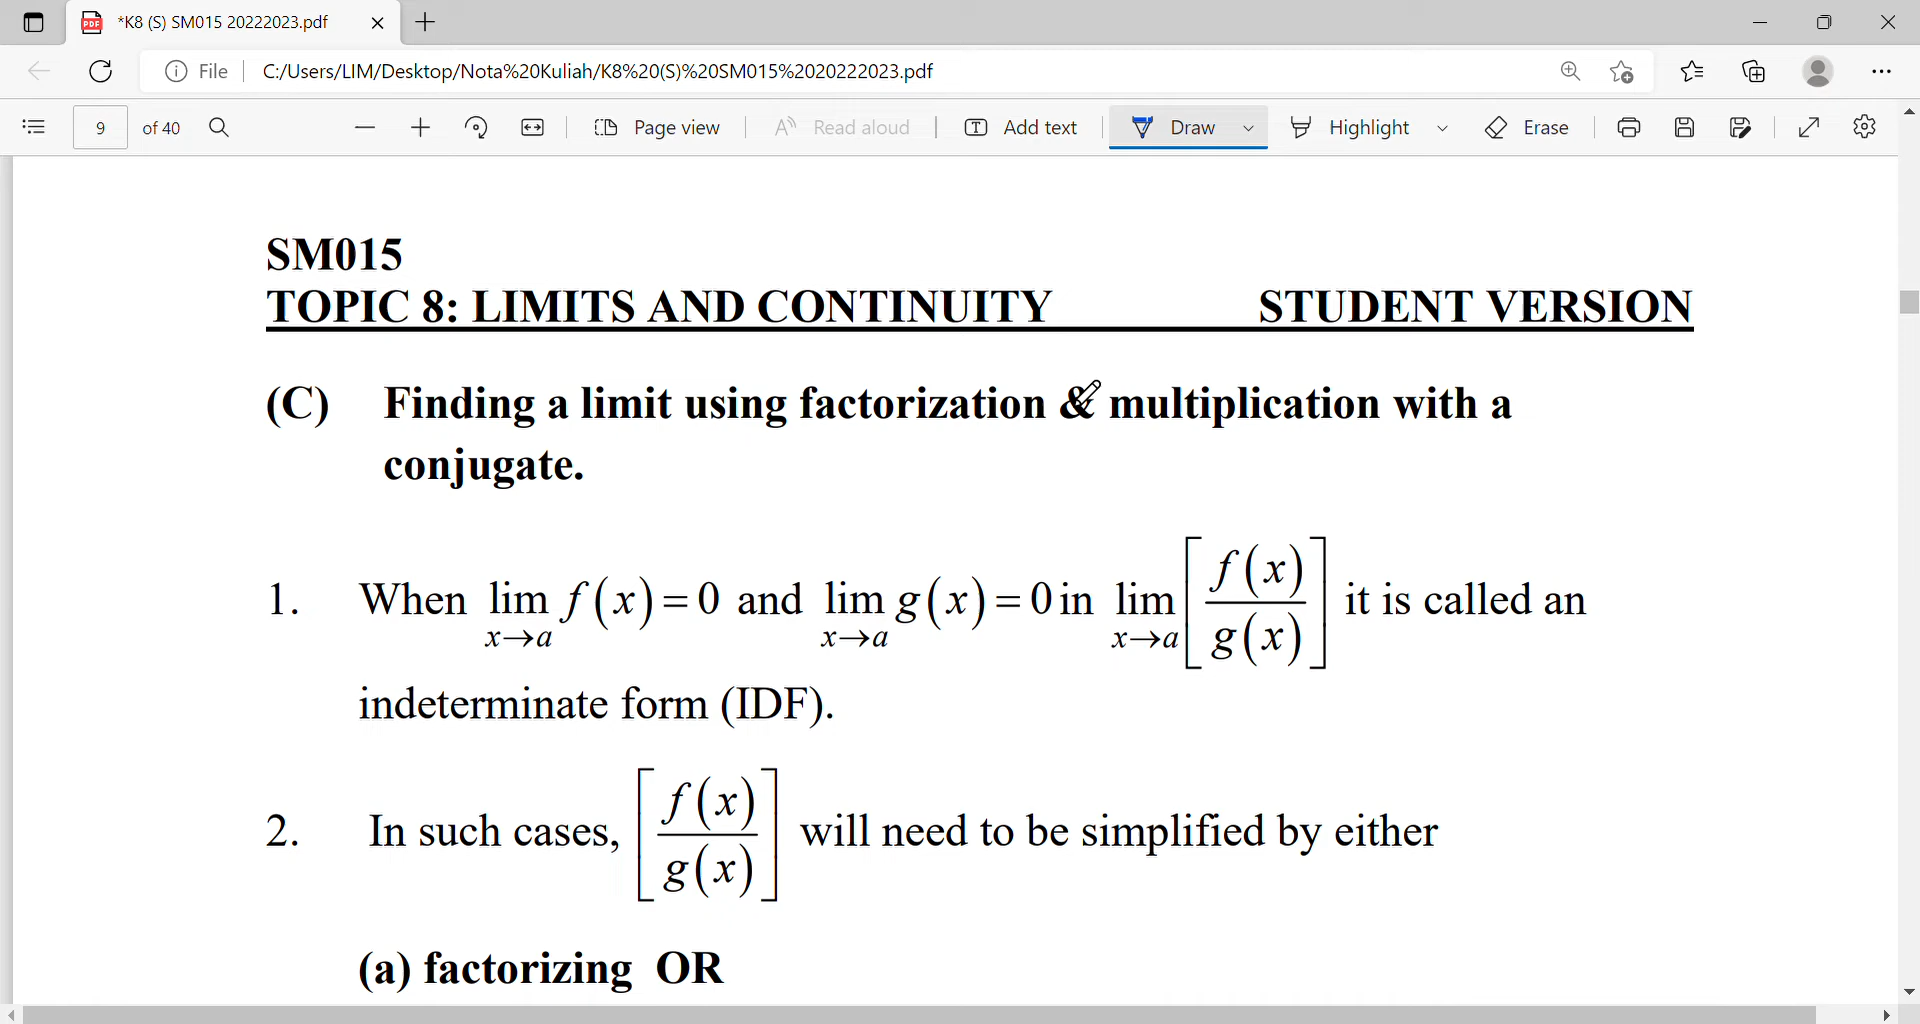 *K8 (S) SM015 20222023.pdf
File C:/Users/LIM/Desktop/Nota%20Kuliah/K8%20(S)%20SM015%2020222023.pdf
9 of 40 Page view Read aloud Add text Draw Highlight Erase
SM015
TOPIC 8: LIMITS AND CONTINUITY STUDENT VERSION
(C) Finding a limit using factorization & multiplication with a
conjugate.
1. When lim x→a f(x)=0 and lim x→a g(x)=0 in lim x→a [f(x)/g(x)] it is called an
indeterminate form (IDF).
2. In such cases, [f(x)/g(x)] will need to be simplified by either
(a) factorizing OR